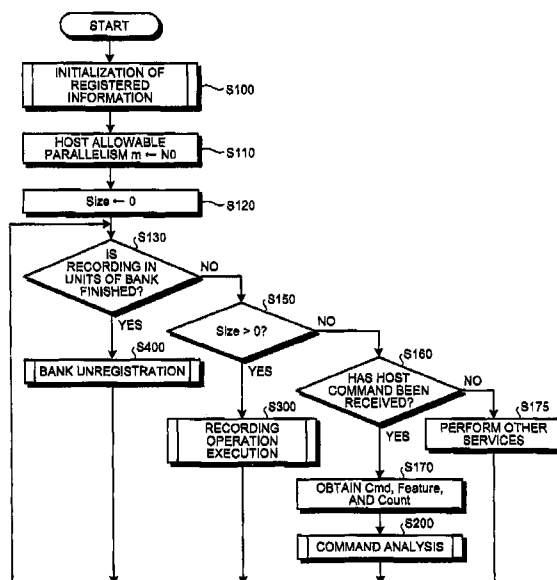 START
INITIALIZATION OF
REGISTERED
INFORMATION
S100
HOST ALLOWABLE
PARALLELISM m ← N0
S110
Size ← 0
S120
S130
IS
RECORDING IN
UNITS OF BANK
FINISHED?
NO
YES
S150
Size > 0?
NO
YES
S400
BANK UNREGISTRATION
S160
HAS HOST
COMMAND BEEN
RECEIVED?
NO
YES
S300
RECORDING
OPERATION
EXECUTION
S175
PERFORM OTHER
SERVICES
S170
OBTAIN Cmd, Feature,
AND Count
S200
COMMAND ANALYSIS